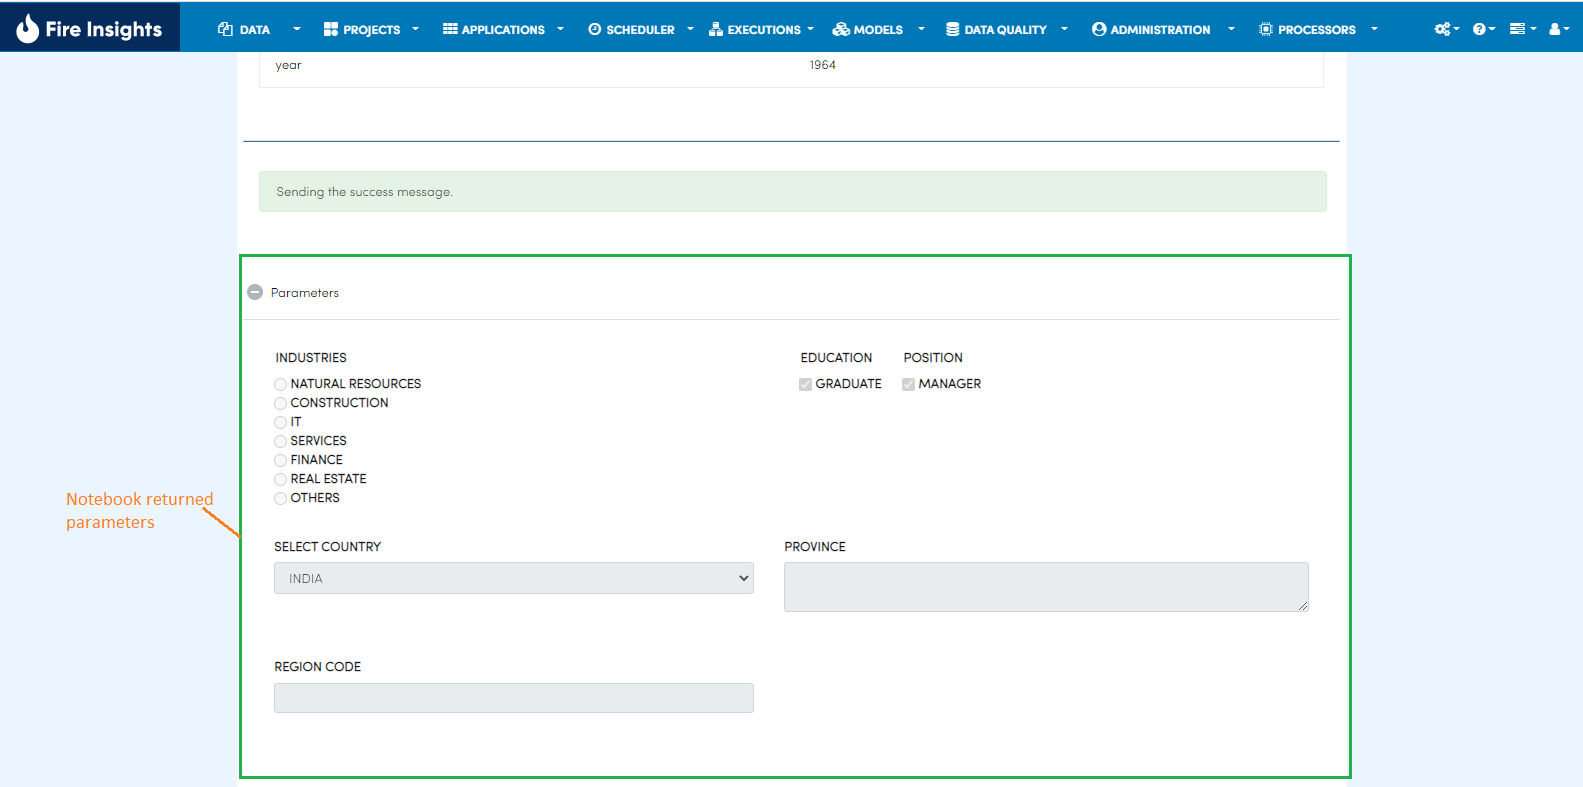 Fire Insights DATA PROJECTS APPLICATIONS SCHEDULER EXECUTIONS MODELS DATA QUALITY ADMINISTRATION PROCESSORS
year 1964
Sending the success message.
Parameters
INDUSTRIES EDUCATION POSITION
NATURAL RESOURCES GRADUATE MANAGER
CONSTRUCTION
IT
SERVICES
FINANCE
REAL ESTATE
OTHERS
Notebook returned
parameters
SELECT COUNTRY PROVINCE
INDIA
REGION CODE